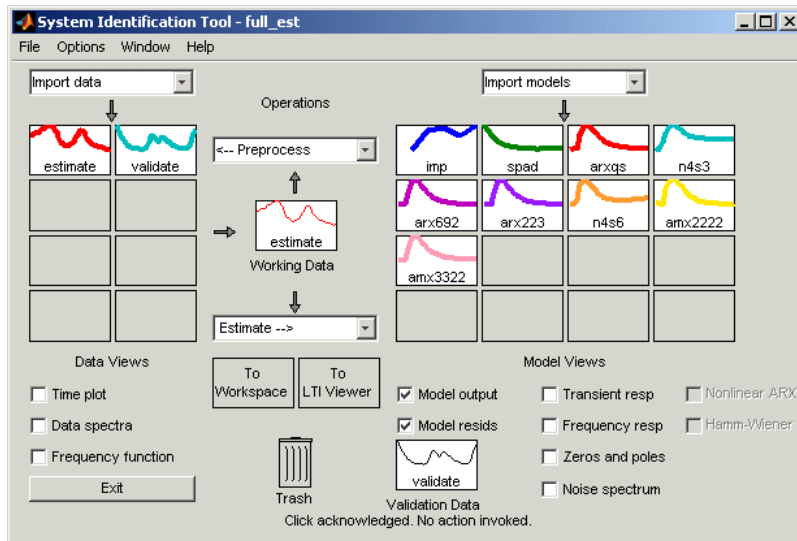 System Identification Tool - full_est
File Options Window Help
Import data
Import models
Operations
estimate
validate
<-- Preprocess
imp
spad
arxqs
n4s3
estimate
Working Data
arx692
arx223
n4s6
amx2222
amx3322
Estimate -->
Data Views
To Workspace
To LTI Viewer
Model Views
Time plot
Data spectra
Frequency function
Model output
Model resids
Transient resp
Frequency resp
Zeros and poles
Noise spectrum
Nonlinear ARX
Hamm-Wiener
Exit
Trash
validate
Validation Data
Click acknowledged. No action invoked.